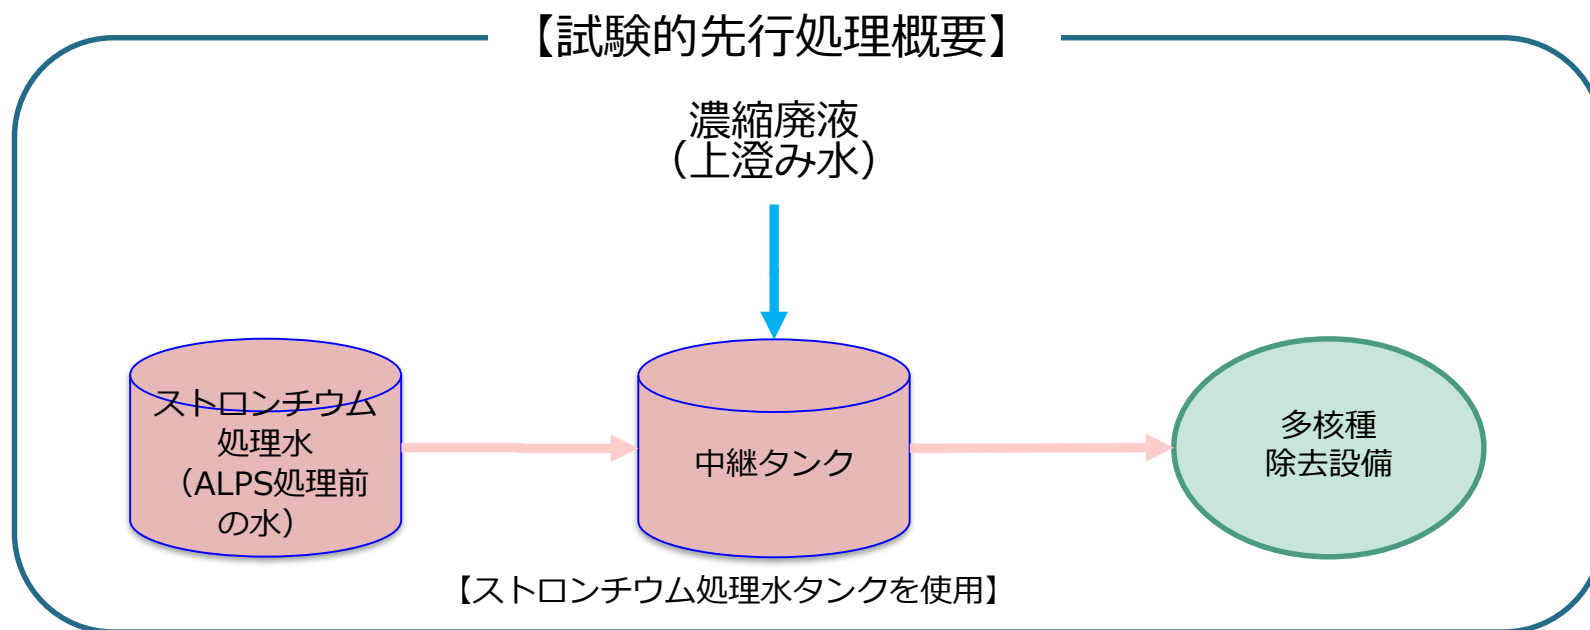 【試験的先行処理概要】
濃縮廃液
（上澄み水）
ストロンチウム
処理水
（ALPS処理前
の水）
中継タンク
多核種
除去設備
【ストロンチウム処理水タンクを使用】